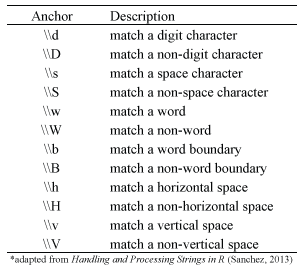 Anchor Description
\\d match a digit character
\\D match a non-digit character
\\s match a space character
\\S match a non-space character
\\w match a word
\\W match a non-word
\\b match a word boundary
\\B match a non-word boundary
\\h match a horizontal space
\\H match a non-horizontal space
\\v match a vertical space
\\V match a non-vertical space
*adapted from Handling and Processing Strings in R (Sanchez, 2013)